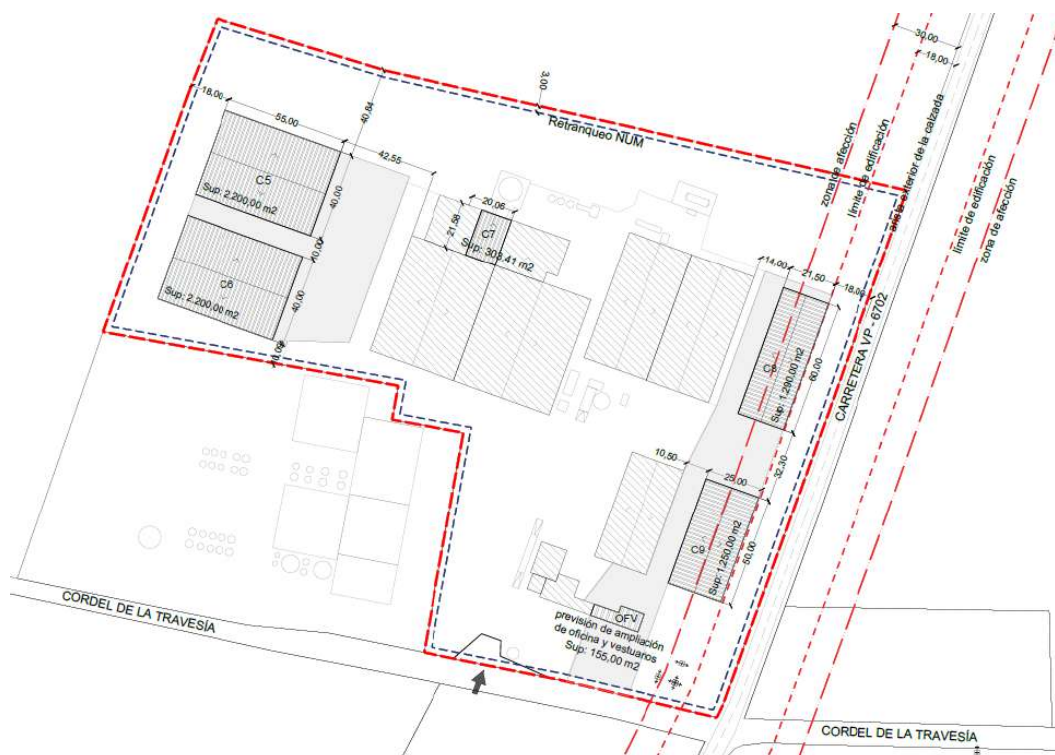 30,00
18,00
3,00
Retranqueo NUM
zona de afección
límite de edificación
arista exterior de la calzada
límite de edificación
zona de afección
18,00
55,00
40,84
42,55
C5
Sup: 2.200,00 m2
40,00
20,06
21,58
C7
Sup: 303,41 m2
C6
Sup: 2.200,00 m2
40,00
14,00
21,50
18,00
C8
Sup: 1.290,00 m2
60,00
CARRETERA VP - 6702
32,30
10,50
25,00
C9
Sup: 1.250,00 m2
50,00
OFV
previsión de ampliación
de oficina y vestuarios
Sup: 155,00 m2
CORDEL DE LA TRAVESÍA
CORDEL DE LA TRAVESÍA